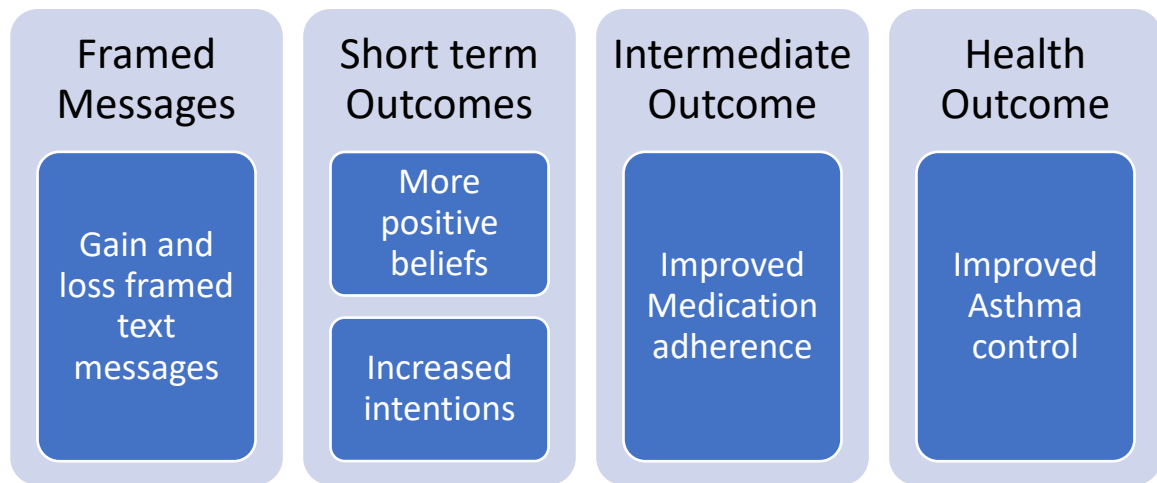 Framed
Messages
Gain and
loss framed
text
messages
Short term
Outcomes
More
positive
beliefs
Increased
intentions
Intermediate
Outcome
Improved
Medication
adherence
Health
Outcome
Improved
Asthma
control